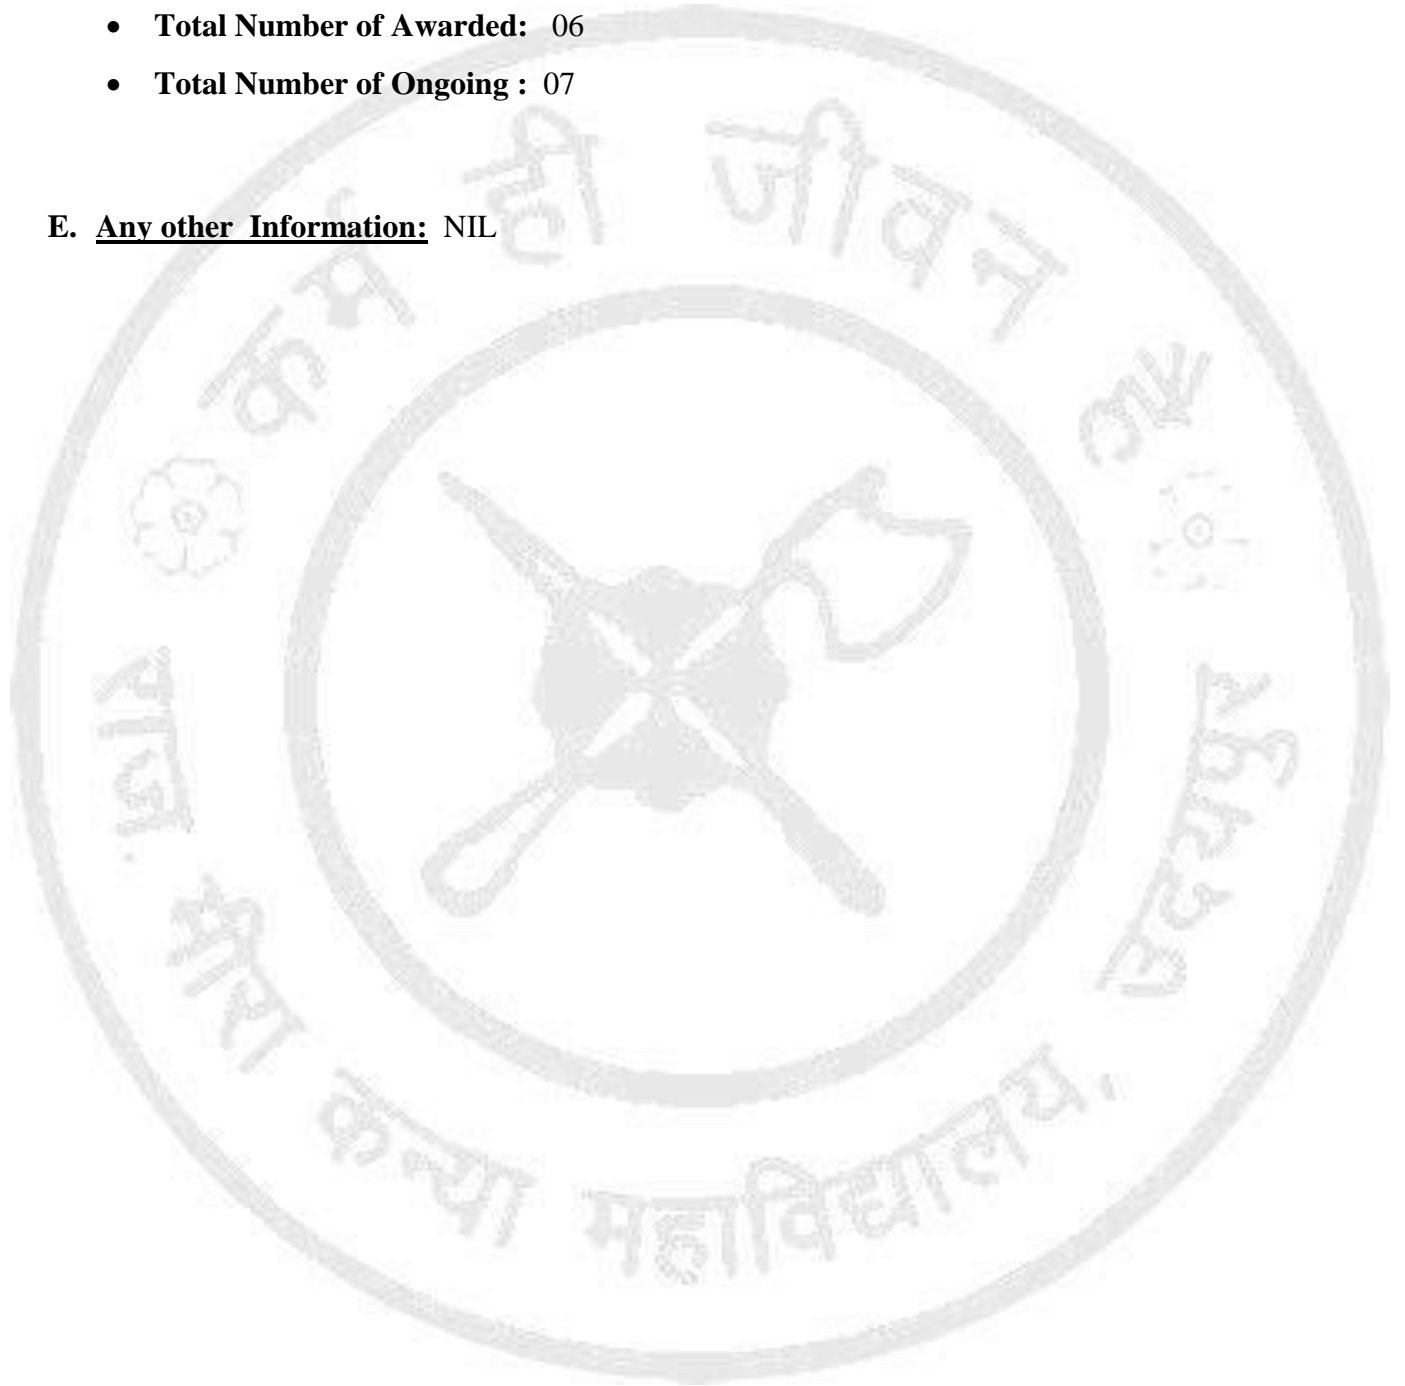 • Total Number of Awarded: 06
• Total Number of Ongoing : 07
E. Any other Information: NIL
कर्म ही जीवन है
राज. मीरा कन्या महाविद्यालय, उदयपुर